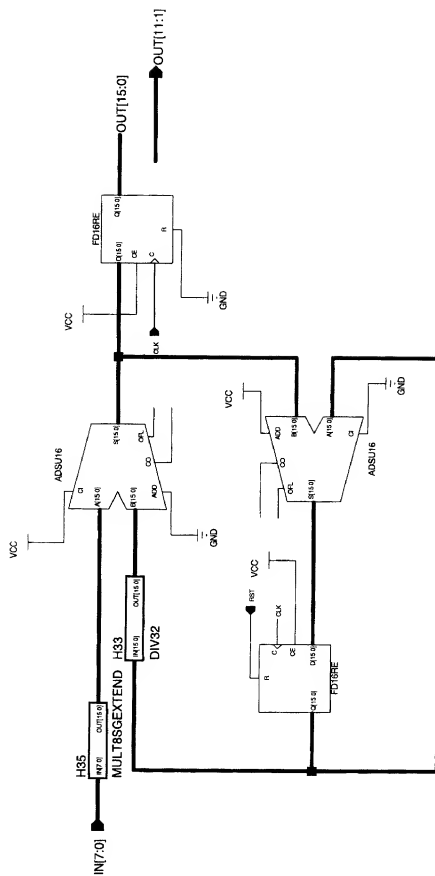 IN[7:0]
H35
IN[7:0]
OUT[15:0]
MULT8SGEXTEND
H33
IN[15:0]
OUT[15:0]
DIV32
VCC
ADSU16
CI
A[15:0]
B[15:0]
ADD
S[15:0]
OFL
CO
GND
VCC
FD16RE
D[15:0]
Q[15:0]
CE
C
R
CLK
GND
OUT[15:0]
OUT[11:1]
RST
CLK
VCC
R
C
CE
Q[15:0]
D[15:0]
FD16RE
VCC
OFL
CO
ADD
S[15:0]
B[15:0]
A[15:0]
CI
ADSU16
GND